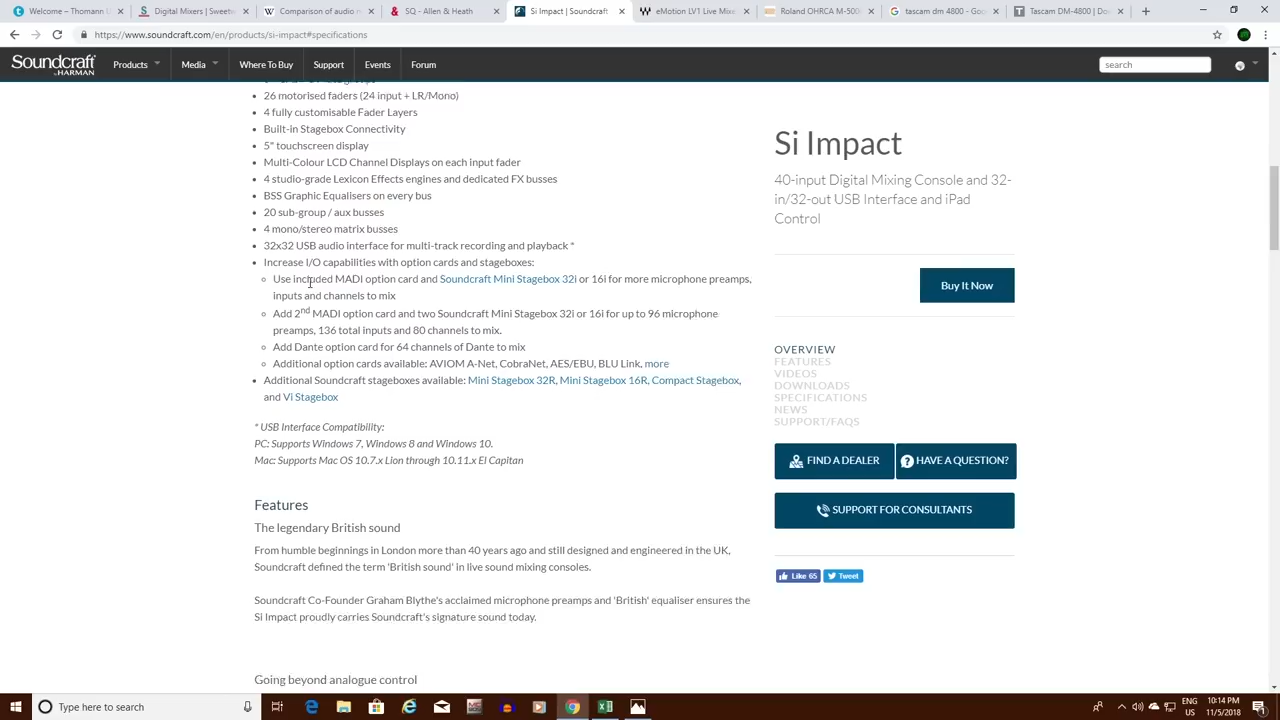 Welcome – Thomann U
Digital Mixers | Sweetwa
Comparison of audio m
SQ - Allen & Heath
Si Impact | Soundcraft
eMotion LV1 Live Mixer
Roland OHRCA M-500
tascam dm 4800 - Goo
Tascam DM-4800 | Do
https://www.soundcraft.com/en/products/si-impact#specifications
Soundcraft
by HARMAN
Products
Media
Where To Buy
Support
Events
Forum
search
26 motorised faders (24 input + LR/Mono)
4 fully customisable Fader Layers
Built-in Stagebox Connectivity
5" touchscreen display
Multi-Colour LCD Channel Displays on each input fader
4 studio-grade Lexicon Effects engines and dedicated FX busses
BSS Graphic Equalisers on every bus
20 sub-group / aux busses
4 mono/stereo matrix busses
32x32 USB audio interface for multi-track recording and playback *
Increase I/O capabilities with option cards and stageboxes:
Use included MADI option card and Soundcraft Mini Stagebox 32i or 16i for more microphone preamps,
inputs and channels to mix
Add 2nd MADI option card and two Soundcraft Mini Stagebox 32i or 16i for up to 96 microphone
preamps, 136 total inputs and 80 channels to mix.
Add Dante option card for 64 channels of Dante to mix
Additional option cards available: AVIOM A-Net, CobraNet, AES/EBU, BLU Link, more
Additional Soundcraft stageboxes available: Mini Stagebox 32R, Mini Stagebox 16R, Compact Stagebox,
and Vi Stagebox
* USB Interface Compatibility:
PC: Supports Windows 7, Windows 8 and Windows 10.
Mac: Supports Mac OS 10.7.x Lion through 10.11.x El Capitan
Features
The legendary British sound
From humble beginnings in London more than 40 years ago and still designed and engineered in the UK,
Soundcraft defined the term 'British sound' in live sound mixing consoles.
Soundcraft Co-Founder Graham Blythe's acclaimed microphone preamps and 'British' equaliser ensures the
Si Impact proudly carries Soundcraft's signature sound today.
Going beyond analogue control
Si Impact
40-input Digital Mixing Console and 32-
in/32-out USB Interface and iPad
Control
Buy It Now
OVERVIEW
FEATURES
VIDEOS
DOWNLOADS
SPECIFICATIONS
NEWS
SUPPORT/FAQS
FIND A DEALER
HAVE A QUESTION?
SUPPORT FOR CONSULTANTS
Like 65
Tweet
Type here to search
ENG
US
10:14 PM
11/5/2018